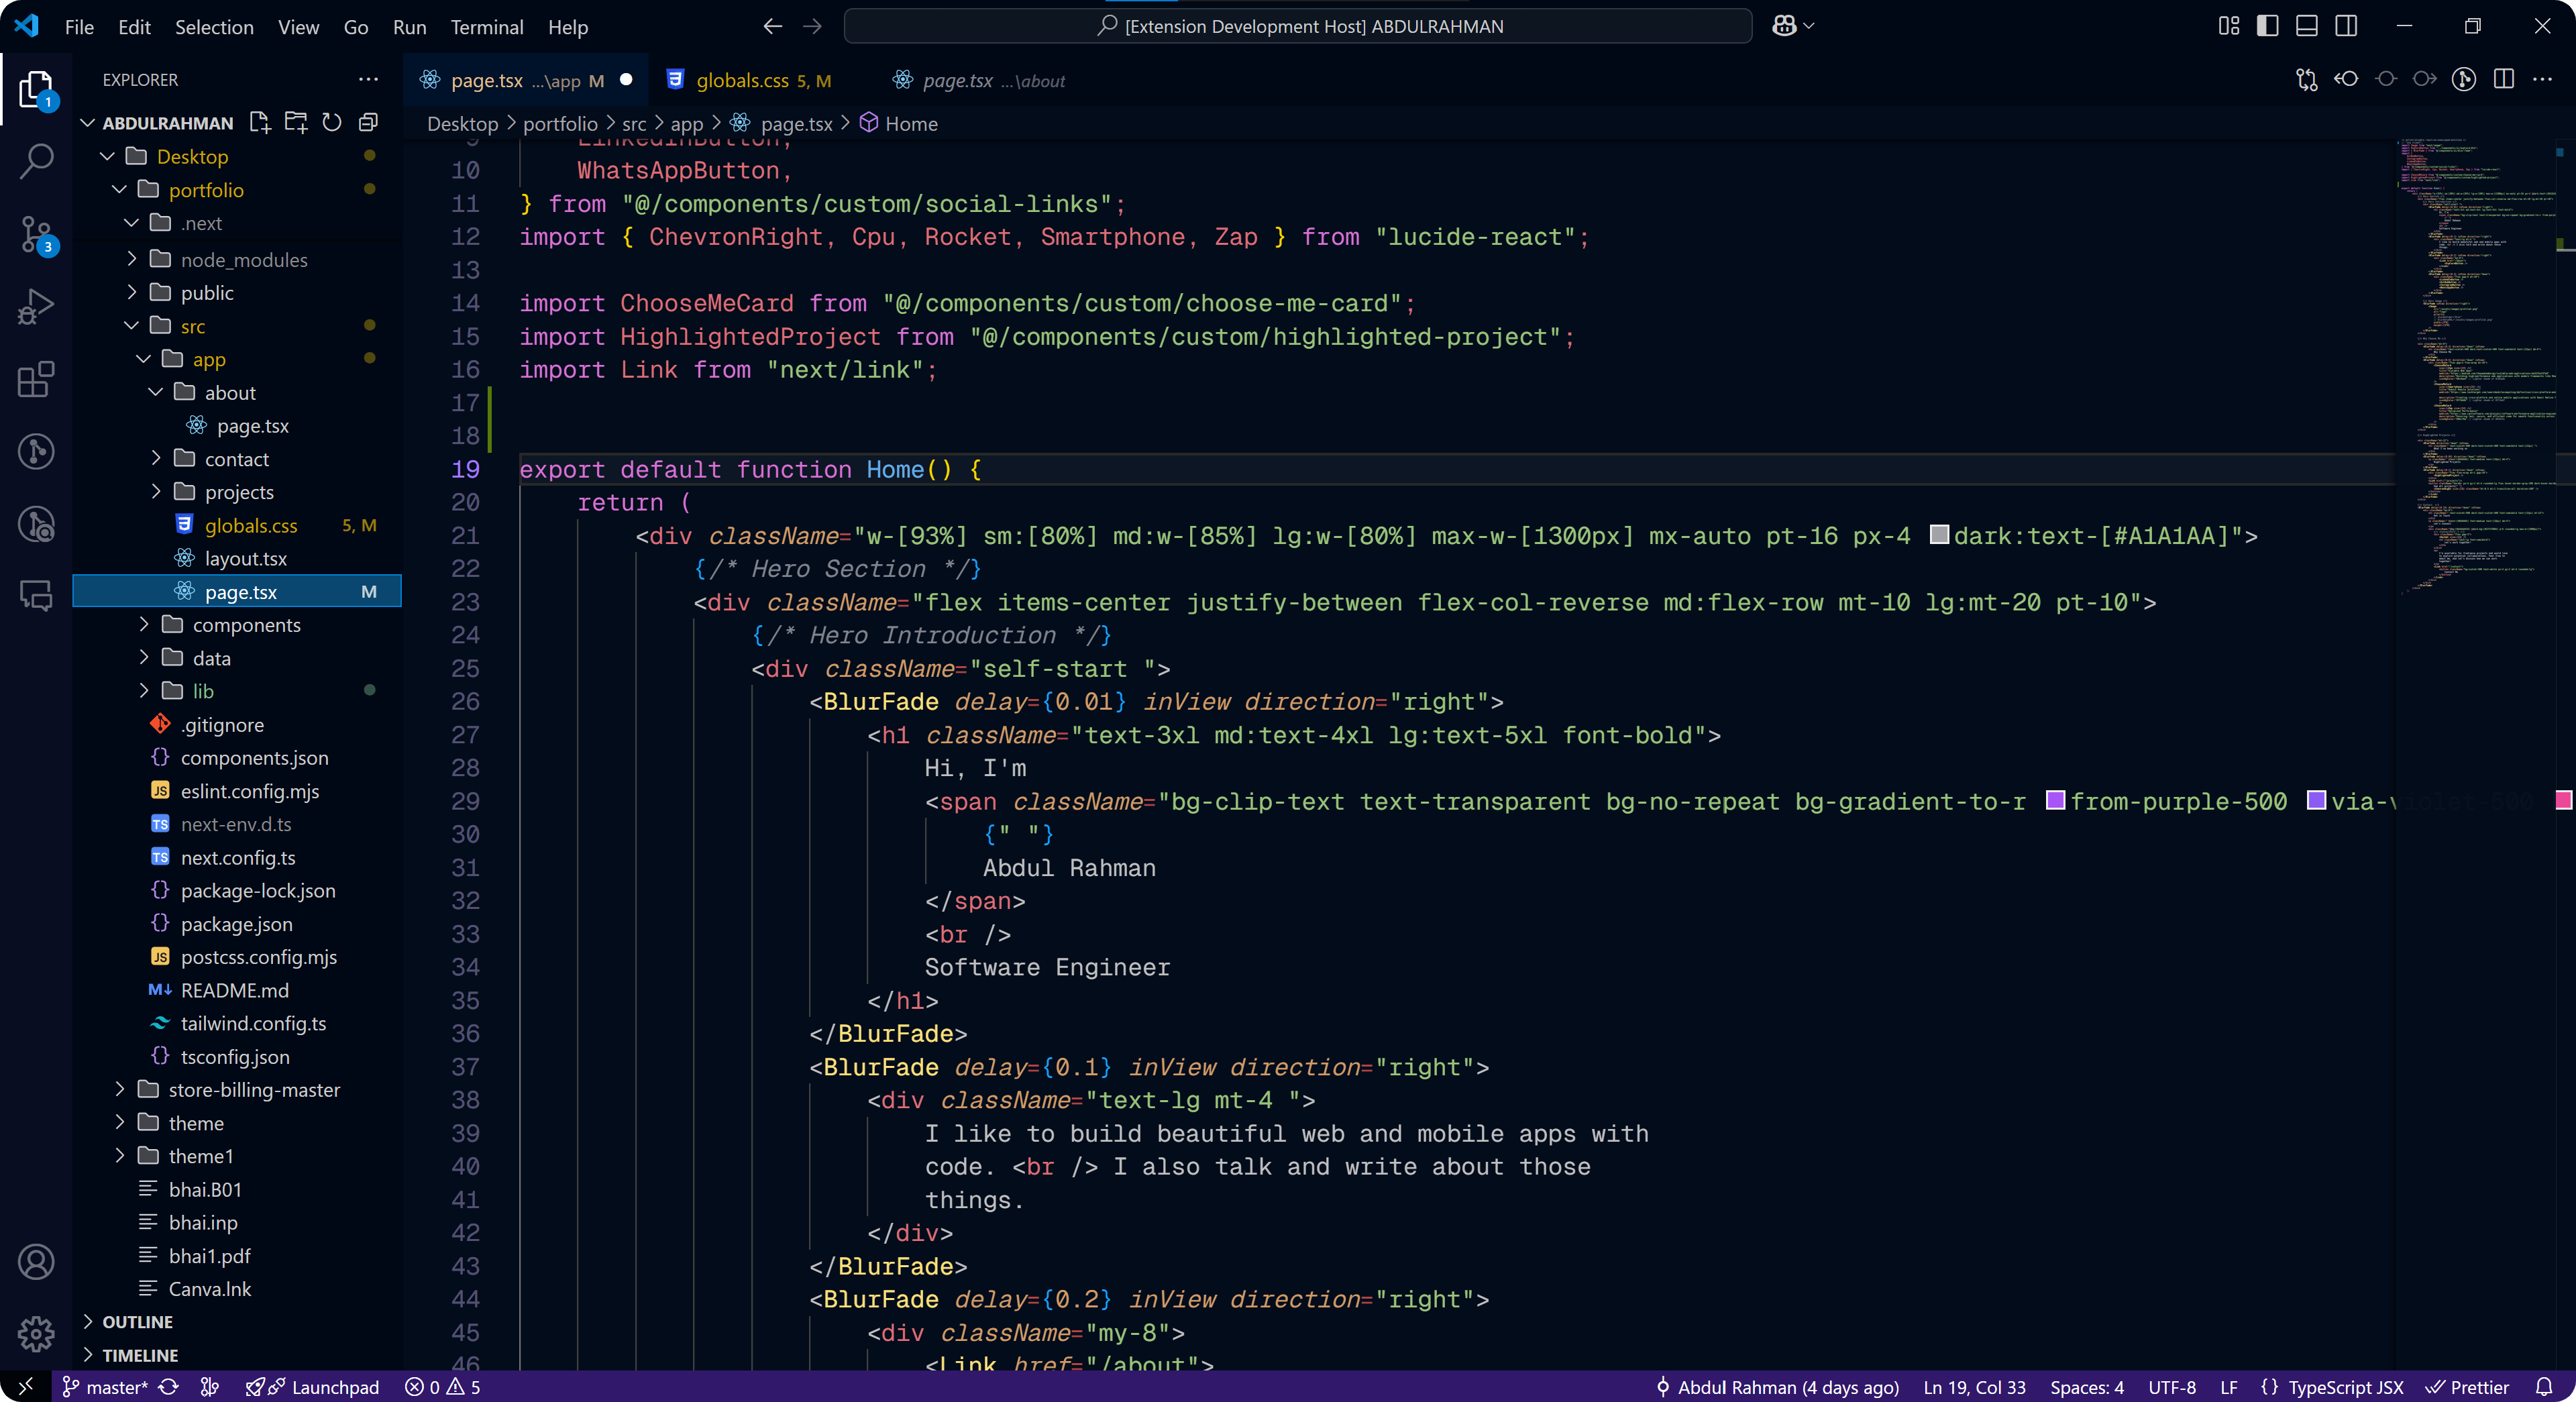 File Edit Selection View Go Run Terminal Help
[Extension Development Host] ABDULRAHMAN
EXPLORER
page.tsx ...\app M
globals.css 5, M
page.tsx ...\about
ABDULRAHMAN
Desktop > portfolio > src > app > page.tsx > Home
Desktop
portfolio
.next
node_modules
public
src
app
about
page.tsx
contact
projects
globals.css 5, M
layout.tsx
page.tsx M
components
data
lib
.gitignore
components.json
eslint.config.mjs
next-env.d.ts
next.config.ts
package-lock.json
package.json
postcss.config.mjs
README.md
tailwind.config.ts
tsconfig.json
store-billing-master
theme
theme1
bhai.B01
bhai.inp
bhai1.pdf
Canva.lnk
OUTLINE
TIMELINE
9 LinkedinButton,
10 WhatsAppButton,
11 } from "@/components/custom/social-links";
12 import { ChevronRight, Cpu, Rocket, Smartphone, Zap } from "lucide-react";
13
14 import ChooseMeCard from "@/components/custom/choose-me-card";
15 import HighlightedProject from "@/components/custom/highlighted-project";
16 import Link from "next/link";
17
18
19 export default function Home() {
20 return (
21 <div className="w-[93%] sm:[80%] md:w-[85%] lg:w-[80%] max-w-[1300px] mx-auto pt-16 px-4 dark:text-[#A1A1AA]">
22 {/* Hero Section */}
23 <div className="flex items-center justify-between flex-col-reverse md:flex-row mt-10 lg:mt-20 pt-10">
24 {/* Hero Introduction */}
25 <div className="self-start ">
26 <BlurFade delay={0.01} inView direction="right">
27 <h1 className="text-3xl md:text-4xl lg:text-5xl font-bold">
28 Hi, I'm
29 <span className="bg-clip-text text-transparent bg-no-repeat bg-gradient-to-r from-purple-500 via-violet-500
30 {" "}
31 Abdul Rahman
32 </span>
33 <br />
34 Software Engineer
35 </h1>
36 </BlurFade>
37 <BlurFade delay={0.1} inView direction="right">
38 <div className="text-lg mt-4 ">
39 I like to build beautiful web and mobile apps with
40 code. <br /> I also talk and write about those
41 things.
42 </div>
43 </BlurFade>
44 <BlurFade delay={0.2} inView direction="right">
45 <div className="my-8">
46 <Link href="/about">
1
3
master* Launchpad 0 5
Abdul Rahman (4 days ago) Ln 19, Col 33 Spaces: 4 UTF-8 LF {} TypeScript JSX Prettier